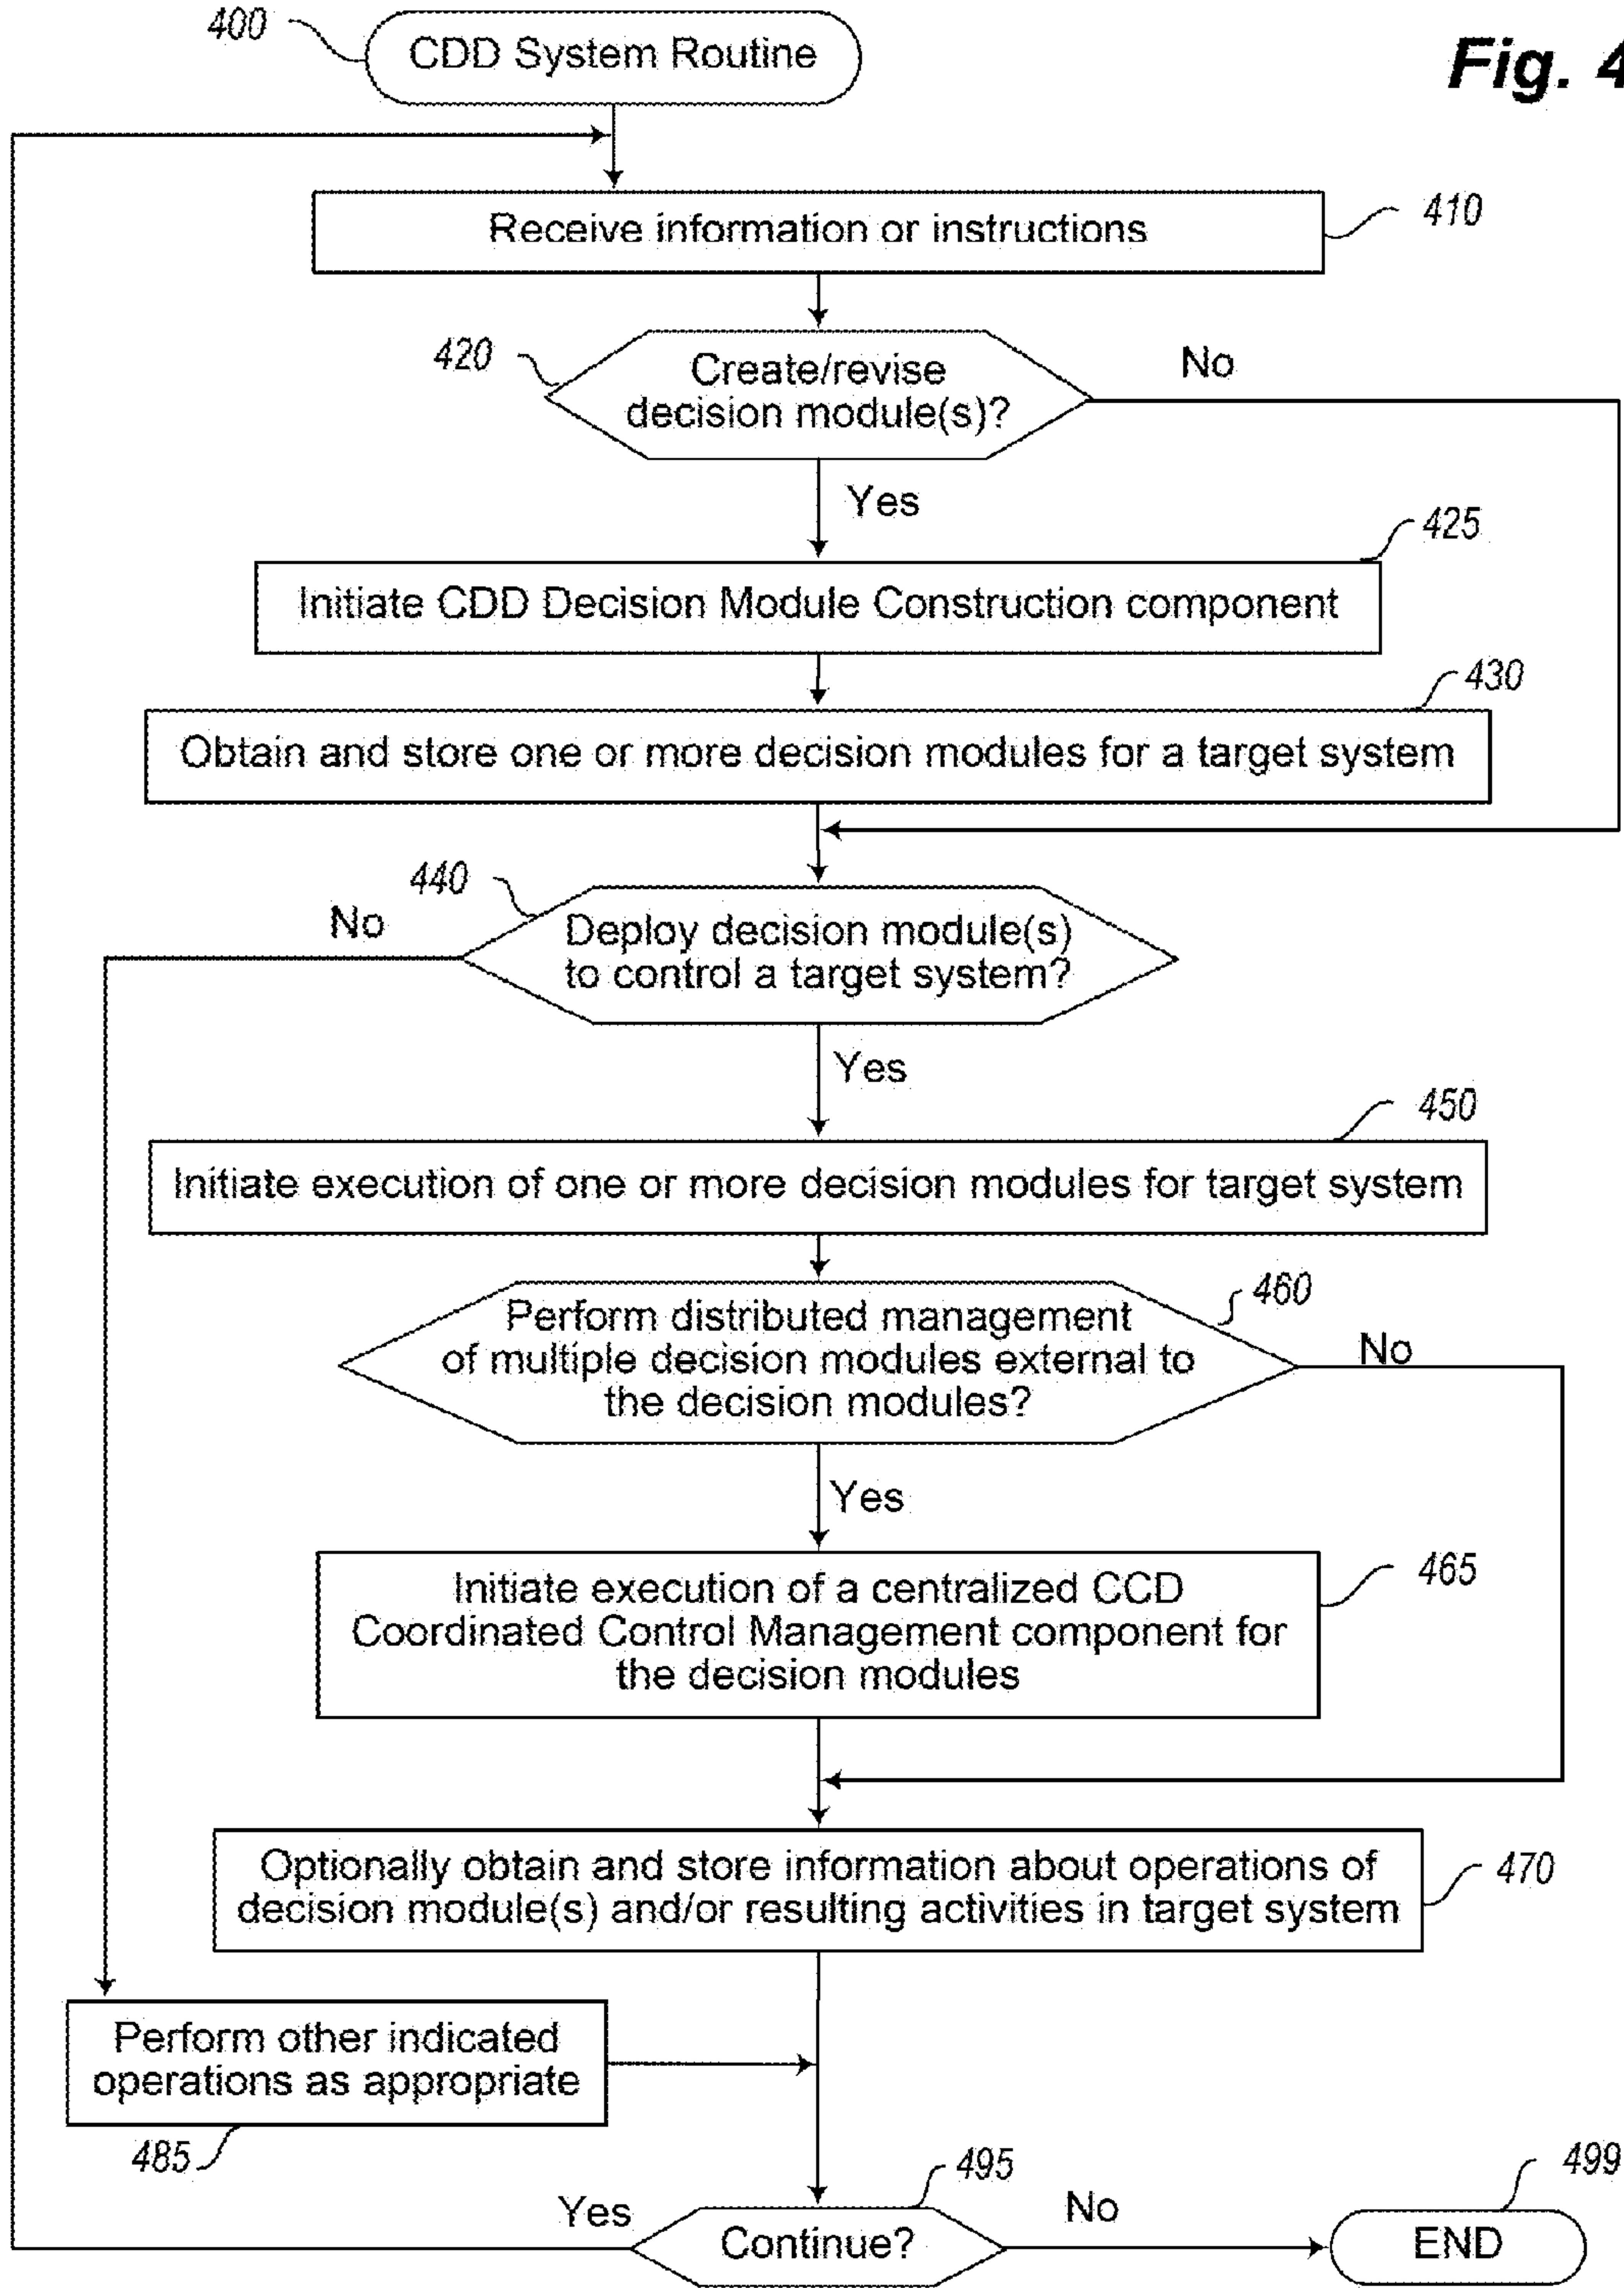 Fig. 4
400
CDD System Routine
Receive information or instructions
410
420
Create/revise
decision module(s)?
No
Yes
425
Initiate CDD Decision Module Construction component
430
Obtain and store one or more decision modules for a target system
440
No
Deploy decision module(s)
to control a target system?
Yes
450
Initiate execution of one or more decision modules for target system
460
Perform distributed management
of multiple decision modules external to
the decision modules?
No
Yes
465
Initiate execution of a centralized CCD
Coordinated Control Management component for
the decision modules
470
Optionally obtain and store information about operations of
decision module(s) and/or resulting activities in target system
Perform other indicated
operations as appropriate
485
495
Yes
Continue?
No
499
END